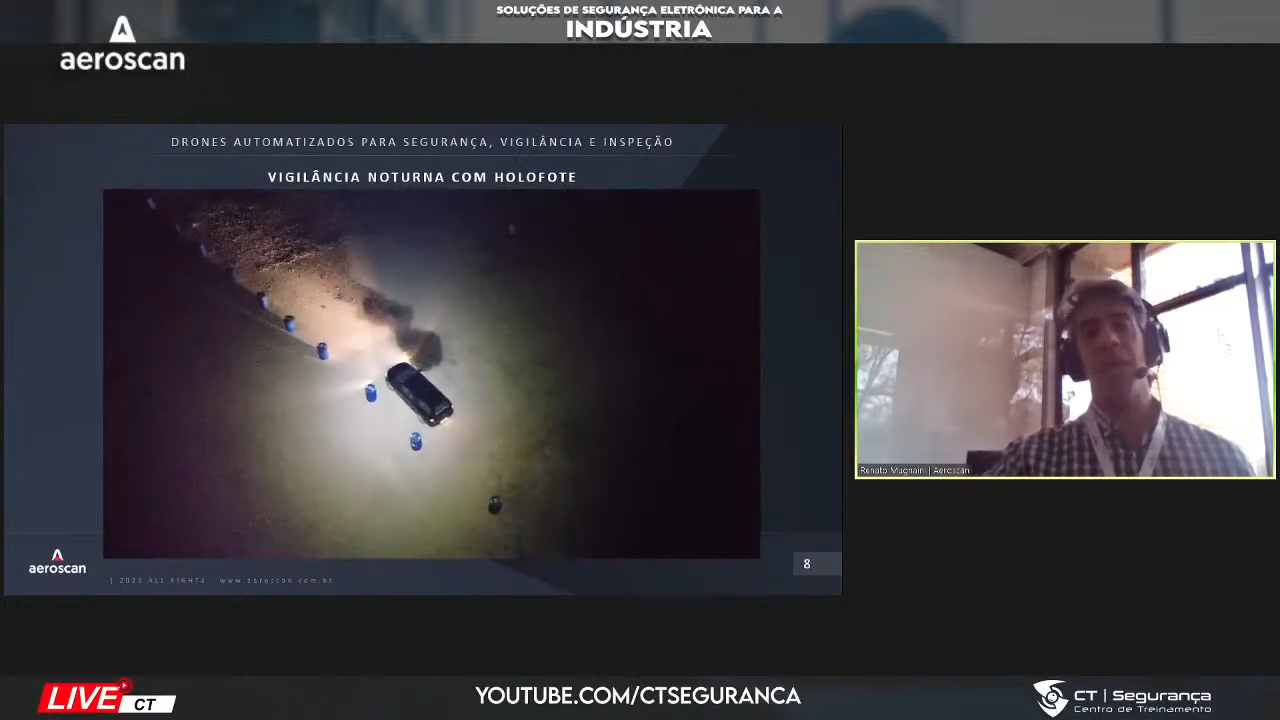 SOLUÇÕES DE SEGURANÇA ELETRÔNICA PARA A
INDÚSTRIA
aeroscan
DRONES AUTOMATIZADOS PARA SEGURANÇA, VIGILÂNCIA E INSPEÇÃO
VIGILÂNCIA NOTURNA COM HOLOFOTE
Renato Mugnaini | Aeroscan
aeroscan
8
| 2020 ALL RIGHTS www.aeroscan.com.br
LIVE CT
YOUTUBE.COM/CTSEGURANCA
CT | Segurança
Centro de Treinamento